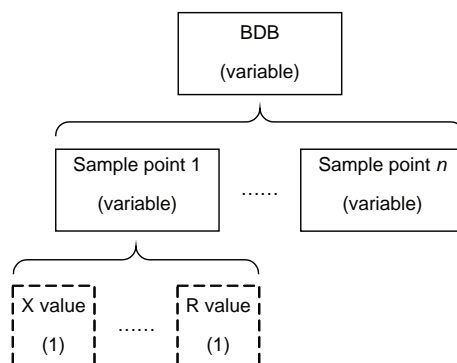 BDB
(variable)
Sample point 1
(variable)
......
Sample point n
(variable)
X value
(1)
......
R value
(1)